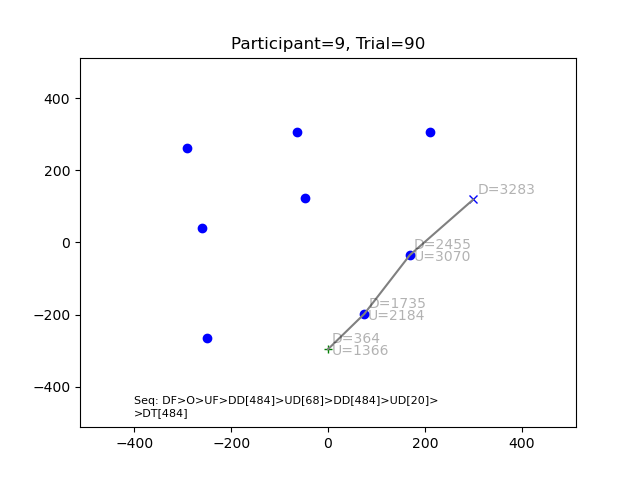 Participant=9, Trial=90
400
200
0
−200
−400
D=3283
D=2455
U=3070
D=1735
U=2184
D=364
U=1366
Seq: DF>O>UF>DD[484]>UD[68]>DD[484]>UD[20]>
>DT[484]
−400
−200
0
200
400